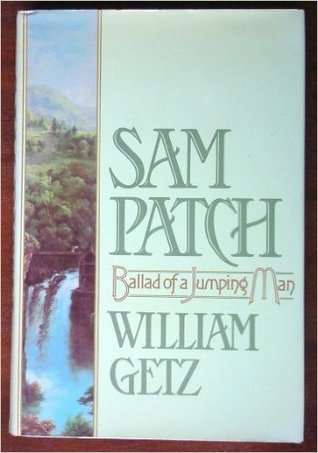 SAM
PATCH
Ballad of a Jumping Man
WILLIAM
GETZ